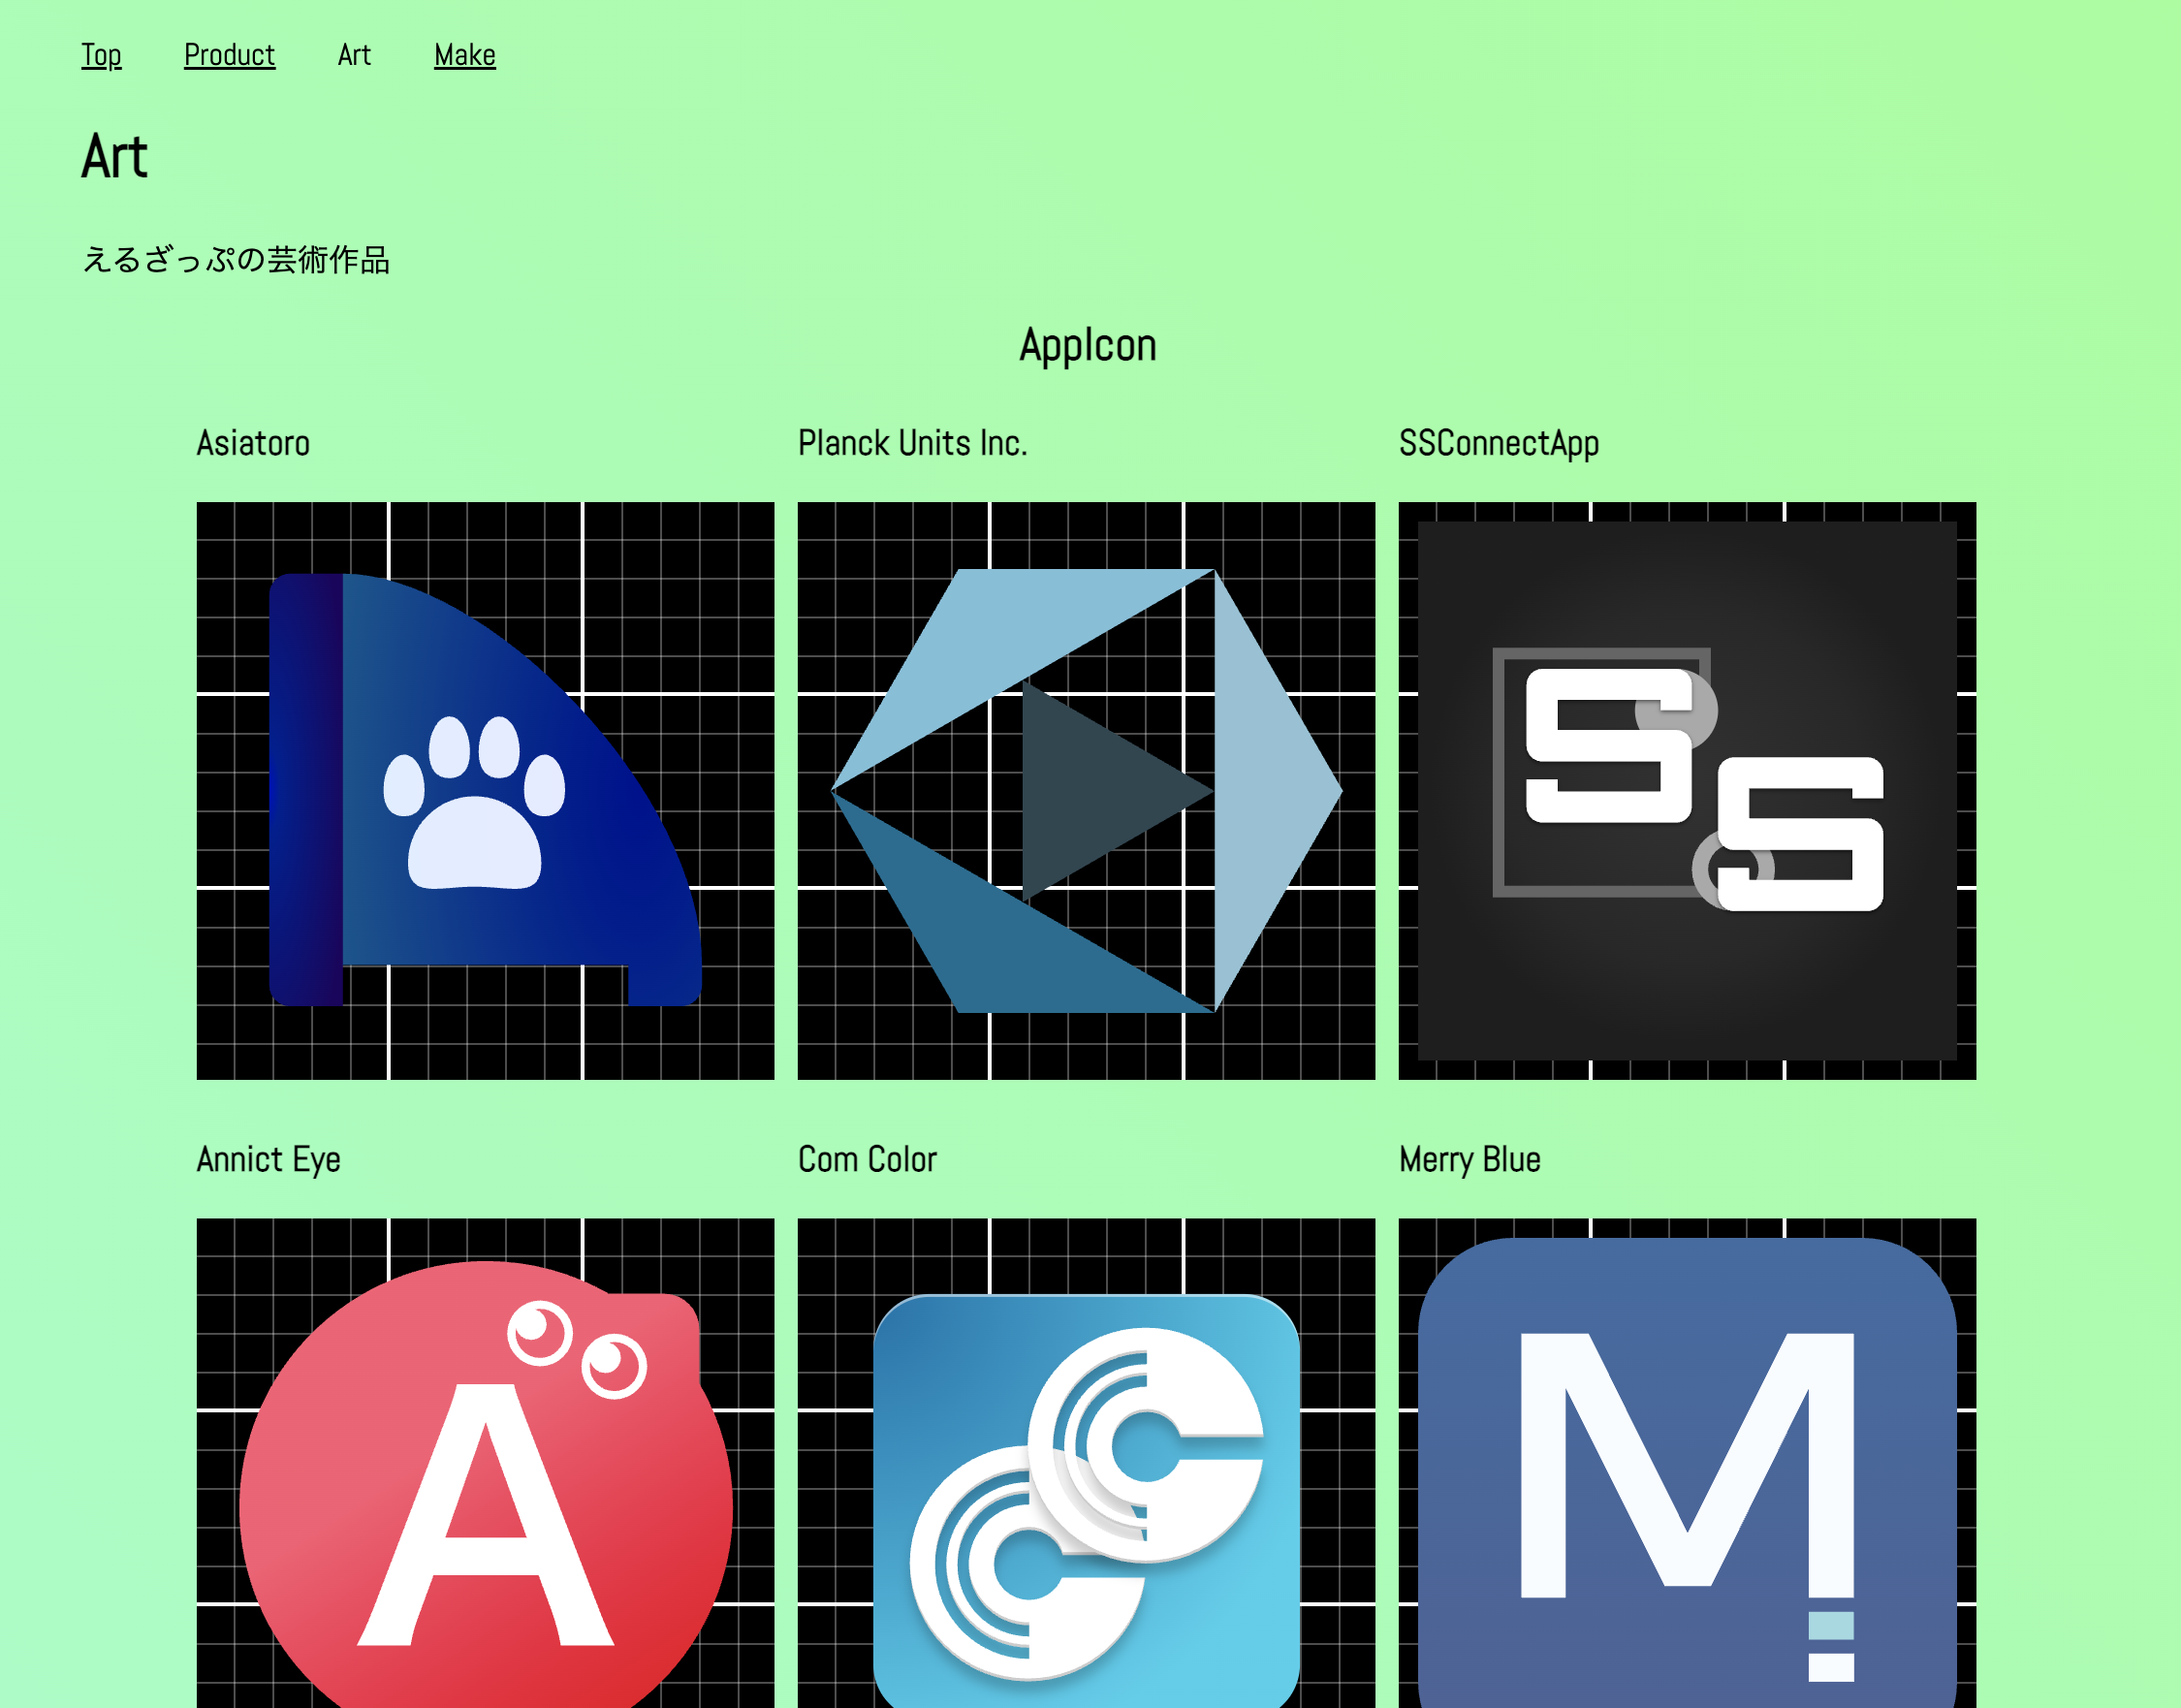 Top Product Art Make
Art
えるざっぷの芸術作品
AppIcon
Asiatoro Planck Units Inc. SSConnectApp
S S
Annict Eye Com Color Merry Blue
A C C M